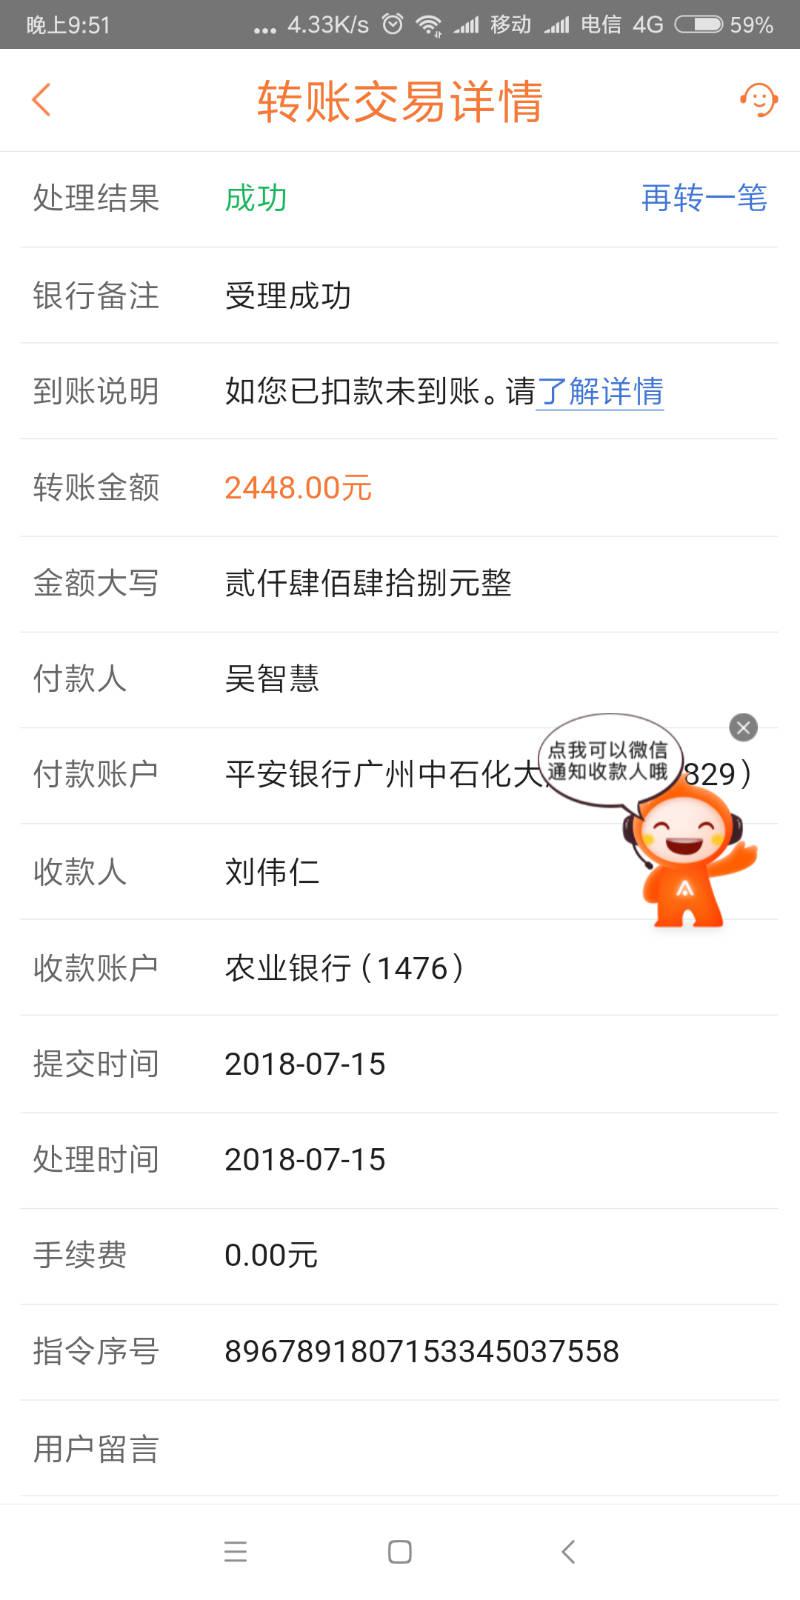 晚上9:51 ... 4.33K/s 移动 电信 4G 59%
转账交易详情
处理结果 成功 再转一笔
银行备注 受理成功
到账说明 如您已扣款未到账。请了解详情
转账金额 2448.00元
金额大写 贰仟肆佰肆拾捌元整
付款人 吴智慧
点我可以微信
通知收款人哦
付款账户 平安银行广州中石化大 829）
收款人 刘伟仁
收款账户 农业银行（1476）
提交时间 2018-07-15
处理时间 2018-07-15
手续费 0.00元
指令序号 8967891807153345037558
用户留言